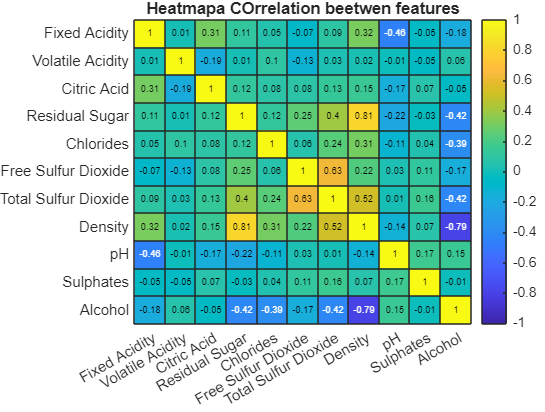 Heatmapa COrrelation beetwen features
Fixed Acidity 1 0.01 0.31 0.11 0.05 -0.07 0.09 0.32 -0.46 -0.05 -0.18
Volatile Acidity 0.01 1 -0.19 0.01 0.1 -0.13 0.03 0.02 -0.01 -0.05 0.06
Citric Acid 0.31 -0.19 1 0.12 0.08 0.08 0.13 0.15 -0.17 0.07 -0.05
Residual Sugar 0.11 0.01 0.12 1 0.12 0.25 0.4 0.81 -0.22 -0.03 -0.42
Chlorides 0.05 0.1 0.08 0.12 1 0.06 0.24 0.31 -0.11 0.04 -0.39
Free Sulfur Dioxide -0.07 -0.13 0.08 0.25 0.06 1 0.63 0.22 0.03 0.11 -0.17
Total Sulfur Dioxide 0.09 0.03 0.13 0.4 0.24 0.63 1 0.52 0.01 0.16 -0.42
Density 0.32 0.02 0.15 0.81 0.31 0.22 0.52 1 -0.14 0.07 -0.79
pH -0.46 -0.01 -0.17 -0.22 -0.11 0.03 0.01 -0.14 1 0.17 0.15
Sulphates -0.05 -0.05 0.07 -0.03 0.04 0.11 0.16 0.07 0.17 1 -0.01
Alcohol -0.18 0.06 -0.05 -0.42 -0.39 -0.17 -0.42 -0.79 0.15 -0.01 1
Fixed Acidity
Volatile Acidity
Citric Acid
Residual Sugar
Chlorides
Free Sulfur Dioxide
Total Sulfur Dioxide
Density
pH
Sulphates
Alcohol
1
0.8
0.6
0.4
0.2
0
-0.2
-0.4
-0.6
-0.8
-1